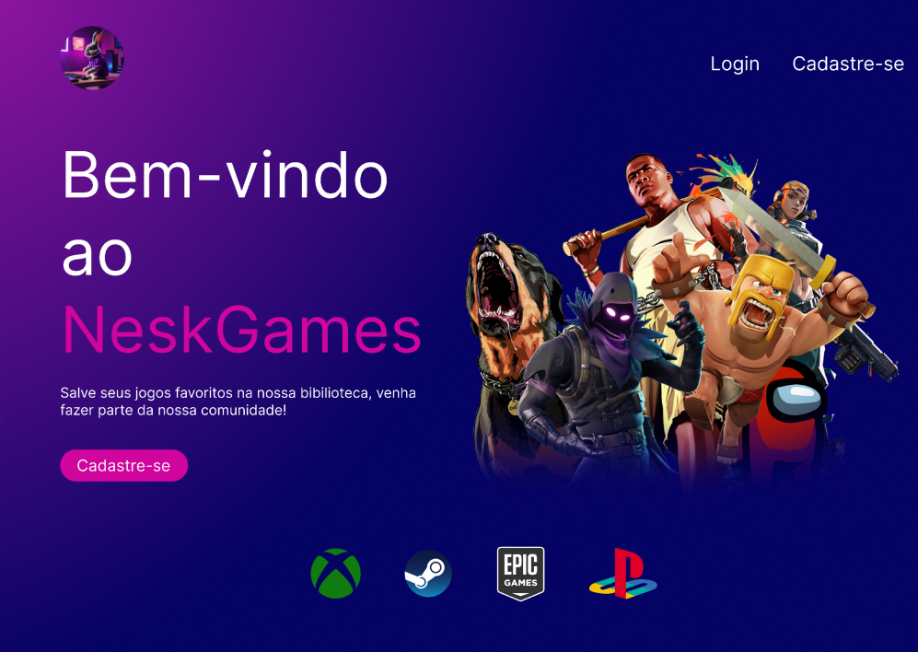 Login Cadastre-se
Bem-vindo
ao
NeskGames
Salve seus jogos favoritos na nossa bibilioteca, venha
fazer parte da nossa comunidade!
Cadastre-se
EPIC
GAMES